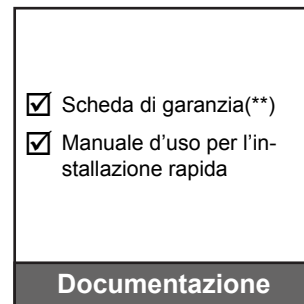 Scheda di garanzia(**)
Manuale d'uso per l'in-
stallazione rapida
Documentazione